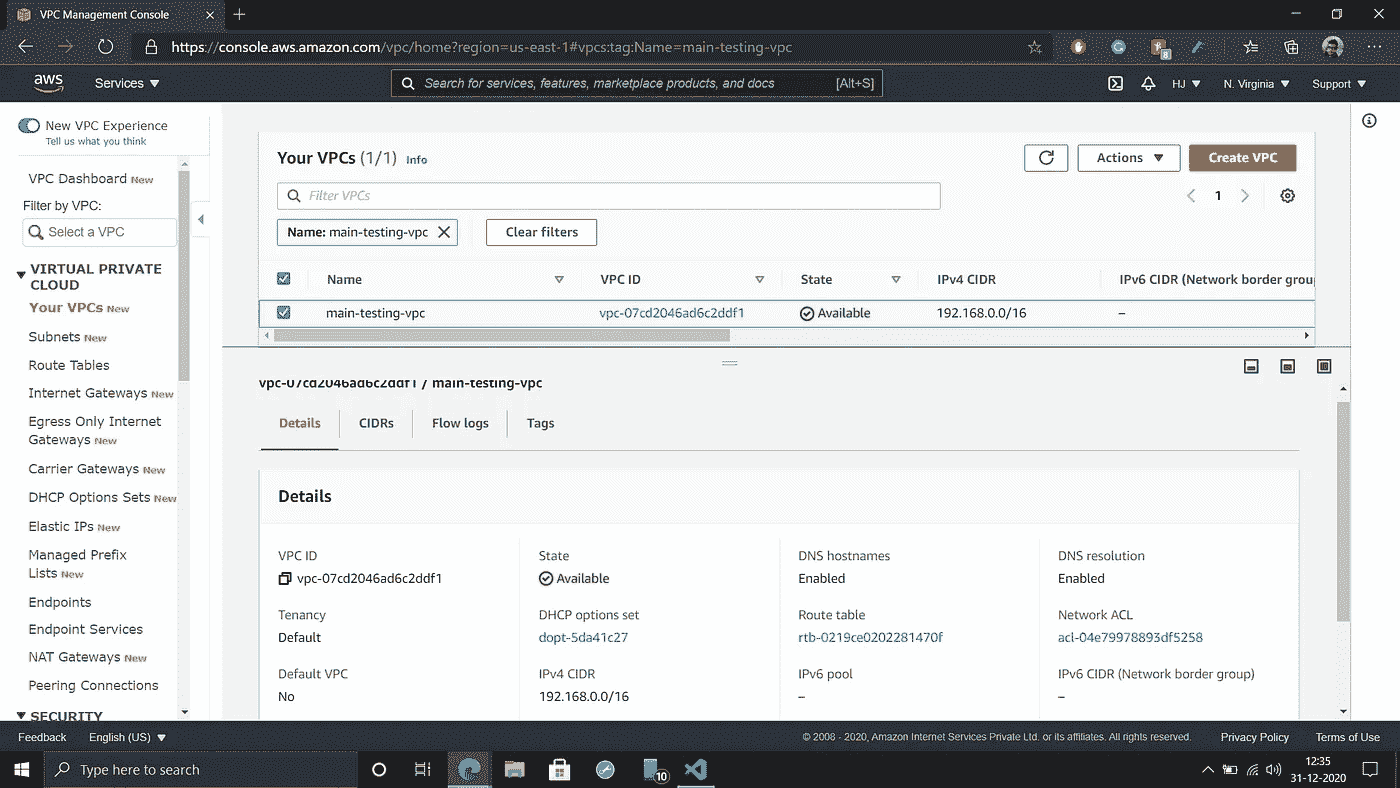 VPC Management Console
https://console.aws.amazon.com/vpc/home?region=us-east-1#vpcs:tag:Name=main-testing-vpc
8
aws
Services
Search for services, features, marketplace products, and docs
[Alt+S]
HJ
N. Virginia
Support
New VPC Experience
Tell us what you think
VPC Dashboard New
Filter by VPC:
Select a VPC
VIRTUAL PRIVATE
CLOUD
Your VPCs New
Subnets New
Route Tables
Internet Gateways New
Egress Only Internet
Gateways New
Carrier Gateways New
DHCP Options Sets New
Elastic IPs New
Managed Prefix
Lists New
Endpoints
Endpoint Services
NAT Gateways New
Peering Connections
SECURITY
Your VPCs (1/1) Info
Actions
Create VPC
Filter VPCs
1
Name: main-testing-vpc
Clear filters
Name
VPC ID
State
IPv4 CIDR
IPv6 CIDR (Network border grou
main-testing-vpc
vpc-07cd2046ad6c2ddf1
Available
192.168.0.0/16
–
vpc-07cd2046ad6c2ddf1 / main-testing-vpc
Details
CIDRs
Flow logs
Tags
Details
VPC ID
vpc-07cd2046ad6c2ddf1
State
Available
DNS hostnames
Enabled
DNS resolution
Enabled
Tenancy
Default
DHCP options set
dopt-5da41c27
Route table
rtb-0219ce0202281470f
Network ACL
acl-04e79978893df5258
Default VPC
No
IPv4 CIDR
192.168.0.0/16
IPv6 pool
–
IPv6 CIDR (Network border group)
–
Feedback
English (US)
© 2008 - 2020, Amazon Internet Services Private Ltd. or its affiliates. All rights reserved.
Privacy Policy
Terms of Use
Type here to search
10
12:35
31-12-2020